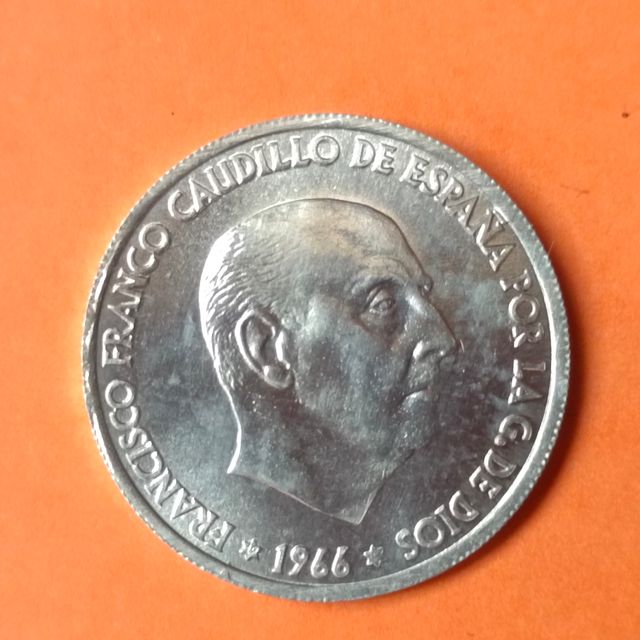 FRANCISCO FRANCO CAUDILLO DE ESPAÑA POR LA G. DE DIOS
* 1966 *